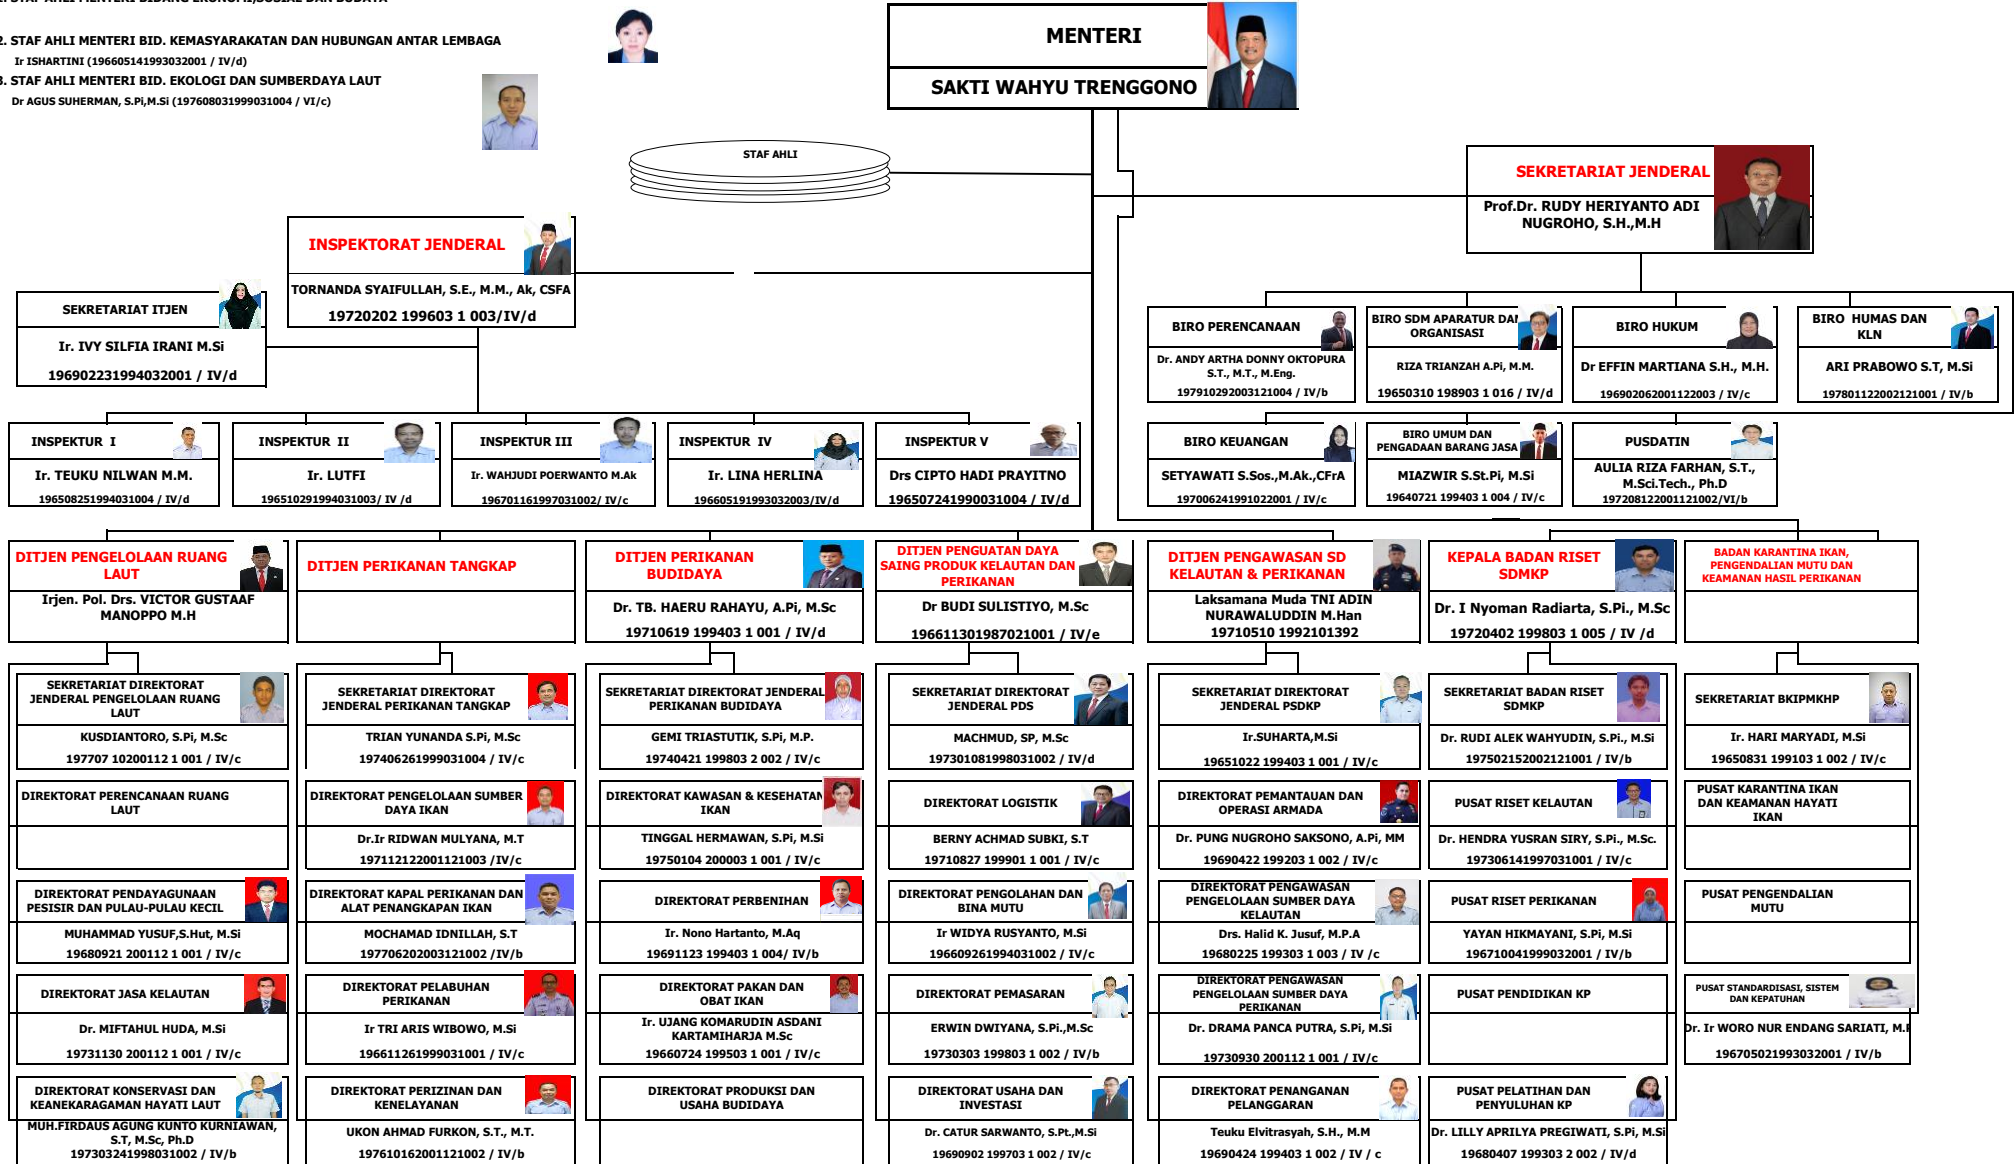 1. STAF AHLI MENTERI BIDANG EKONOMI,SOSIAL DAN BUDAYA
2. STAF AHLI MENTERI BID. KEMASYARAKATAN DAN HUBUNGAN ANTAR LEMBAGA
Ir ISHARTINI (196605141993032001 / IV/d)
3. STAF AHLI MENTERI BID. EKOLOGI DAN SUMBERDAYA LAUT
Dr AGUS SUHERMAN, S.Pi,M.Si (197608031999031004 / VI/c)
MENTERI
SAKTI WAHYU TRENGGONO
STAF AHLI
SEKRETARIAT JENDERAL
Prof.Dr. RUDY HERIYANTO ADI
NUGROHO, S.H.,M.H
INSPEKTORAT JENDERAL
TORNANDA SYAIFULLAH, S.E., M.M., Ak, CSFA
19720202 199603 1 003/IV/d
SEKRETARIAT ITJEN
Ir. IVY SILFIA IRANI M.Si
196902231994032001 / IV/d
BIRO PERENCANAAN
Dr. ANDY ARTHA DONNY OKTOPURA
S.T., M.T., M.Eng.
197910292003121004 / IV/b
BIRO SDM APARATUR DAN
ORGANISASI
RIZA TRIANZAH A.Pi, M.M.
19650310 198903 1 016 / IV/d
BIRO HUKUM
Dr EFFIN MARTIANA S.H., M.H.
196902062001122003 / IV/c
BIRO  HUMAS DAN
KLN
ARI PRABOWO S.T, M.Si
197801122002121001 / IV/b
INSPEKTUR  I
Ir. TEUKU NILWAN M.M.
196508251994031004 / IV/d
INSPEKTUR  II
Ir. LUTFI
196510291994031003/ IV /d
INSPEKTUR III
Ir. WAHJUDI POERWANTO M.Ak
196701161997031002/ IV/c
INSPEKTUR  IV
Ir. LINA HERLINA
196605191993032003/IV/d
INSPEKTUR V
Drs CIPTO HADI PRAYITNO
196507241990031004 / IV/d
BIRO KEUANGAN
SETYAWATI S.Sos.,M.Ak.,CFrA
197006241991022001 / IV/c
BIRO UMUM DAN
PENGADAAN BARANG JASA
MIAZWIR S.St.Pi, M.Si
19640721 199403 1 004 / IV/c
PUSDATIN
AULIA RIZA FARHAN, S.T.,
M.Sci.Tech., Ph.D
197208122001121002/VI/b
DITJEN PENGELOLAAN RUANG
LAUT
Irjen. Pol. Drs. VICTOR GUSTAAF
MANOPPO M.H
DITJEN PERIKANAN TANGKAP
DITJEN PERIKANAN
BUDIDAYA
Dr. TB. HAERU RAHAYU, A.Pi, M.Sc
19710619 199403 1 001 / IV/d
DITJEN PENGUATAN DAYA
SAING PRODUK KELAUTAN DAN
PERIKANAN
Dr BUDI SULISTIYO, M.Sc
196611301987021001 / IV/e
DITJEN PENGAWASAN SD
KELAUTAN & PERIKANAN
Laksamana Muda TNI ADIN
NURAWALUDDIN M.Han
19710510 1992101392
KEPALA BADAN RISET
SDMKP
Dr. I Nyoman Radiarta, S.Pi., M.Sc
19720402 199803 1 005 / IV /d
BADAN KARANTINA IKAN,
PENGENDALIAN MUTU DAN
KEAMANAN HASIL PERIKANAN
SEKRETARIAT DIREKTORAT
JENDERAL PENGELOLAAN RUANG
LAUT
KUSDIANTORO, S.Pi, M.Sc
197707 10200112 1 001 / IV/c
SEKRETARIAT DIREKTORAT
JENDERAL PERIKANAN TANGKAP
TRIAN YUNANDA S.Pi, M.Sc
197406261999031004 / IV/c
SEKRETARIAT DIREKTORAT JENDERAL
PERIKANAN BUDIDAYA
GEMI TRIASTUTIK, S.Pi, M.P.
19740421 199803 2 002 / IV/c
SEKRETARIAT DIREKTORAT
JENDERAL PDS
MACHMUD, SP, M.Sc
197301081998031002 / IV/d
SEKRETARIAT DIREKTORAT
JENDERAL PSDKP
Ir.SUHARTA,M.Si
19651022 199403 1 001 / IV/c
SEKRETARIAT BADAN RISET
SDMKP
Dr. RUDI ALEK WAHYUDIN, S.Pi., M.Si
197502152002121001 / IV/b
SEKRETARIAT BKIPMKHP
Ir. HARI MARYADI, M.Si
19650831 199103 1 002 / IV/c
DIREKTORAT PERENCANAAN RUANG
LAUT
DIREKTORAT PENGELOLAAN SUMBER
DAYA IKAN
Dr.Ir RIDWAN MULYANA, M.T
197112122001121003 /IV/c
DIREKTORAT KAWASAN & KESEHATAN
IKAN
TINGGAL HERMAWAN, S.Pi, M.Si
19750104 200003 1 001 / IV/c
DIREKTORAT LOGISTIK
BERNY ACHMAD SUBKI, S.T
19710827 199901 1 001 / IV/c
DIREKTORAT PEMANTAUAN DAN
OPERASI ARMADA
Dr. PUNG NUGROHO SAKSONO, A.Pi, MM
19690422 199203 1 002 / IV/c
PUSAT RISET KELAUTAN
Dr. HENDRA YUSRAN SIRY, S.Pi., M.Sc.
197306141997031001 / IV/c
PUSAT KARANTINA IKAN
DAN KEAMANAN HAYATI
IKAN
DIREKTORAT PENDAYAGUNAAN
PESISIR DAN PULAU-PULAU KECIL
MUHAMMAD YUSUF,S.Hut, M.Si
19680921 200112 1 001 / IV/c
DIREKTORAT KAPAL PERIKANAN DAN
ALAT PENANGKAPAN IKAN
MOCHAMAD IDNILLAH, S.T
197706202003121002 /IV/b
DIREKTORAT PERBENIHAN
Ir. Nono Hartanto, M.Aq
19691123 199403 1 004/ IV/b
DIREKTORAT PENGOLAHAN DAN
BINA MUTU
Ir WIDYA RUSYANTO, M.Si
196609261994031002 / IV/c
DIREKTORAT PENGAWASAN
PENGELOLAAN SUMBER DAYA
KELAUTAN
Drs. Halid K. Jusuf, M.P.A
19680225 199303 1 003 / IV /c
PUSAT RISET PERIKANAN
YAYAN HIKMAYANI, S.Pi, M.Si
196710041999032001 / IV/b
PUSAT PENGENDALIAN
MUTU
DIREKTORAT JASA KELAUTAN
Dr. MIFTAHUL HUDA, M.Si
19731130 200112 1 001 / IV/c
DIREKTORAT PELABUHAN
PERIKANAN
Ir TRI ARIS WIBOWO, M.Si
196611261999031001 / IV/c
DIREKTORAT PAKAN DAN
OBAT IKAN
Ir. UJANG KOMARUDIN ASDANI
KARTAMIHARJA M.Sc
19660724 199503 1 001 / IV/c
DIREKTORAT PEMASARAN
ERWIN DWIYANA, S.Pi.,M.Sc
19730303 199803 1 002 / IV/b
DIREKTORAT PENGAWASAN
PENGELOLAAN SUMBER DAYA
PERIKANAN
Dr. DRAMA PANCA PUTRA, S.Pi, M.Si
19730930 200112 1 001 / IV/c
PUSAT PENDIDIKAN KP
PUSAT STANDARDISASI, SISTEM
DAN KEPATUHAN
Dr. Ir WORO NUR ENDANG SARIATI, M.P
196705021993032001 / IV/b
DIREKTORAT KONSERVASI DAN
KEANEKARAGAMAN HAYATI LAUT
MUH.FIRDAUS AGUNG KUNTO KURNIAWAN,
S.T, M.Sc, Ph.D
197303241998031002 / IV/b
DIREKTORAT PERIZINAN DAN
KENELAYANAN
UKON AHMAD FURKON, S.T., M.T.
197610162001121002 / IV/b
DIREKTORAT PRODUKSI DAN
USAHA BUDIDAYA
DIREKTORAT USAHA DAN
INVESTASI
Dr. CATUR SARWANTO, S.Pt.,M.Si
19690902 199703 1 002 / IV/c
DIREKTORAT PENANGANAN
PELANGGARAN
Teuku Elvitrasyah, S.H., M.M
19690424 199403 1 002 / IV / c
PUSAT PELATIHAN DAN
PENYULUHAN KP
Dr. LILLY APRILYA PREGIWATI, S.Pi, M.Si
19680407 199303 2 002 / IV/d